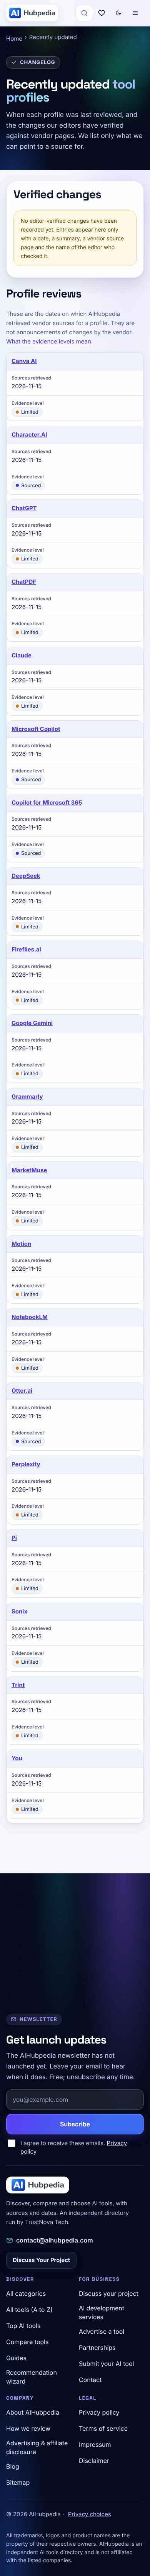 AI Hubpedia
Home › Recently updated
CHANGELOG
Recently updated tool
profiles
When each profile was last reviewed, and
the changes our editors have verified
against vendor pages. We list only what we
can point to a source for.
Verified changes
No editor-verified changes have been
recorded yet. Entries appear here only
with a date, a summary, a vendor source
page and the name of the editor who
checked it.
Profile reviews
These are the dates on which AIHubpedia
retrieved vendor sources for a profile. They are
not announcements of changes by the vendor.
What the evidence levels mean.
Canva AI
Sources retrieved
2026-11-15
Evidence level
Limited
Character.AI
Sources retrieved
2026-11-15
Evidence level
Sourced
ChatGPT
Sources retrieved
2026-11-15
Evidence level
Limited
ChatPDF
Sources retrieved
2026-11-15
Evidence level
Limited
Claude
Sources retrieved
2026-11-15
Evidence level
Limited
Microsoft Copilot
Sources retrieved
2026-11-15
Evidence level
Sourced
Copilot for Microsoft 365
Sources retrieved
2026-11-15
Evidence level
Sourced
DeepSeek
Sources retrieved
2026-11-15
Evidence level
Limited
Fireflies.ai
Sources retrieved
2026-11-15
Evidence level
Limited
Google Gemini
Sources retrieved
2026-11-15
Evidence level
Limited
Grammarly
Sources retrieved
2026-11-15
Evidence level
Limited
MarketMuse
Sources retrieved
2026-11-15
Evidence level
Limited
Motion
Sources retrieved
2026-11-15
Evidence level
Limited
NotebookLM
Sources retrieved
2026-11-15
Evidence level
Limited
Otter.ai
Sources retrieved
2026-11-15
Evidence level
Sourced
Perplexity
Sources retrieved
2026-11-15
Evidence level
Limited
Pi
Sources retrieved
2026-11-15
Evidence level
Limited
Sonix
Sources retrieved
2026-11-15
Evidence level
Limited
Trint
Sources retrieved
2026-11-15
Evidence level
Limited
You
Sources retrieved
2026-11-15
Evidence level
Limited
NEWSLETTER
Get launch updates
The AIHubpedia newsletter has not
launched yet. Leave your email to hear
when it does. Free; unsubscribe any time.
you@example.com
Subscribe
I agree to receive these emails. Privacy
policy
AI Hubpedia
Discover, compare and choose AI tools, with
sources and dates. An independent directory
run by TrustNova Tech.
contact@aihubpedia.com
Discuss Your Project
DISCOVER
All categories
All tools (A to Z)
Top AI tools
Compare tools
Guides
Recommendation
wizard
FOR BUSINESS
Discuss your project
AI development
services
Advertise a tool
Partnerships
Submit your AI tool
Contact
COMPANY
About AIHubpedia
How we review
Advertising & affiliate
disclosure
Blog
Sitemap
LEGAL
Privacy policy
Terms of service
Impressum
Disclaimer
© 2026 AIHubpedia · Privacy choices
All trademarks, logos and product names are the
property of their respective owners. AIHubpedia is an
independent AI tools directory and is not affiliated
with the listed companies.